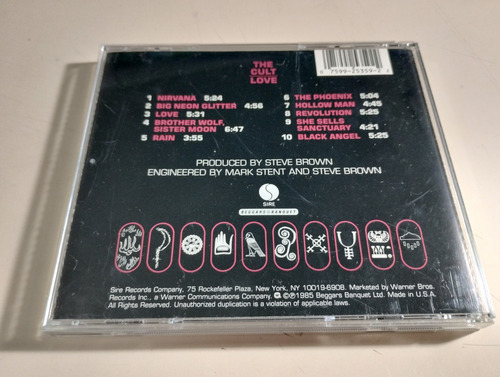 THE
CULT
LOVE
0 7599-25359-2
1 NIRVANA 5:24
2 BIG NEON GLITTER 4:56
3 LOVE 5:31
4 BROTHER WOLF,
SISTER MOON 6:47
5 RAIN 3:55
6 THE PHOENIX 5:04
7 HOLLOW MAN 4:45
8 REVOLUTION 5:25
9 SHE SELLS
SANCTUARY 4:21
10 BLACK ANGEL 5:25
PRODUCED BY STEVE BROWN
ENGINEERED BY MARK STENT AND STEVE BROWN
SIRE
BEGGARS BANQUET
Sire Records Company, 75 Rockefeller Plaza, New York, NY 10019-6908. Marketed by Warner Bros.
Records Inc., a Warner Communications Company. ©℗1985 Beggars Banquet Ltd. Made in U.S.A.
All Rights Reserved. Unauthorized duplication is a violation of applicable laws.